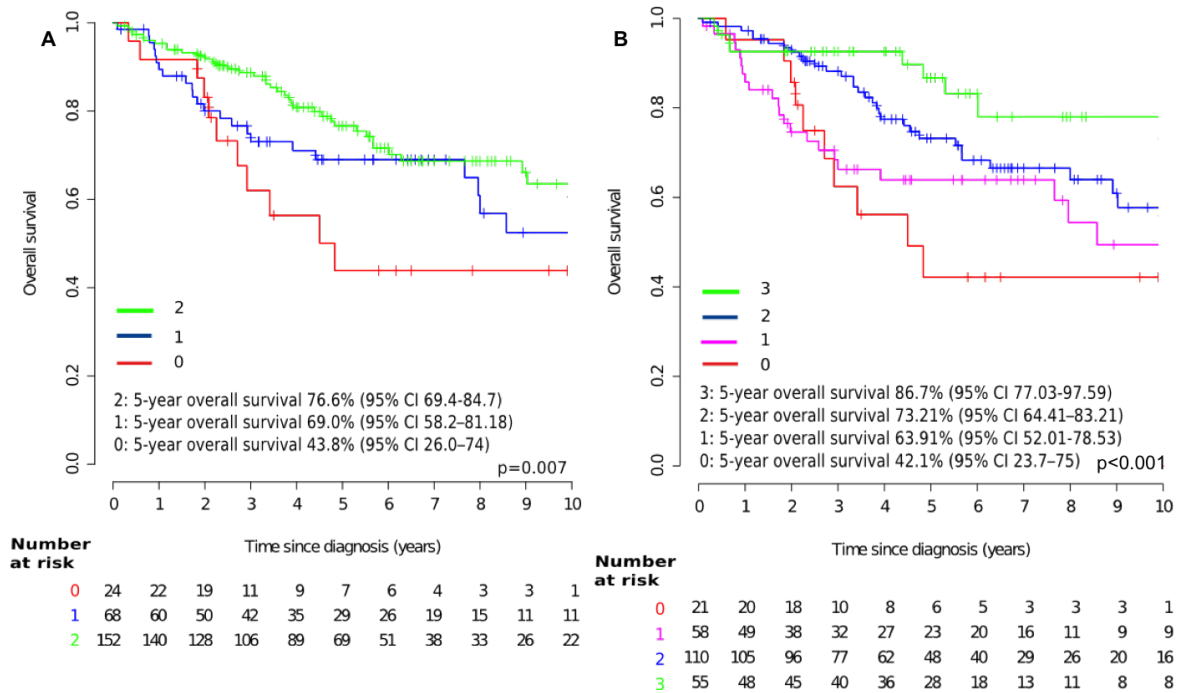 A
Overall survival
1.0
0.8
0.6
0.4
0.2
0.0
2
1
0
2: 5-year overall survival 76.6% (95% CI 69.4-84.7)
1: 5-year overall survival 69.0% (95% CI 58.2–81.18)
0: 5-year overall survival 43.8% (95% CI 26.0–74)
p=0.007
0 1 2 3 4 5 6 7 8 9 10
Time since diagnosis (years)
Number
at risk
0 24 22 19 11 9 7 6 4 3 3 1
1 68 60 50 42 35 29 26 19 15 11 11
2 152 140 128 106 89 69 51 38 33 26 22
B
Overall survival
1.0
0.8
0.6
0.4
0.2
0.0
3
2
1
0
3: 5-year overall survival 86.7% (95% CI 77.03-97.59)
2: 5-year overall survival 73.21% (95% CI 64.41–83.21)
1: 5-year overall survival 63.91% (95% CI 52.01-78.53)
0: 5-year overall survival 42.1% (95% CI 23.7–75) p<0.001
0 1 2 3 4 5 6 7 8 9 10
Time since diagnosis (years)
Number
at risk
0 21 20 18 10 8 6 5 3 3 3 1
1 58 49 38 32 27 23 20 16 11 9 9
2 110 105 96 77 62 48 40 29 26 20 16
3 55 48 45 40 36 28 18 13 11 8 8